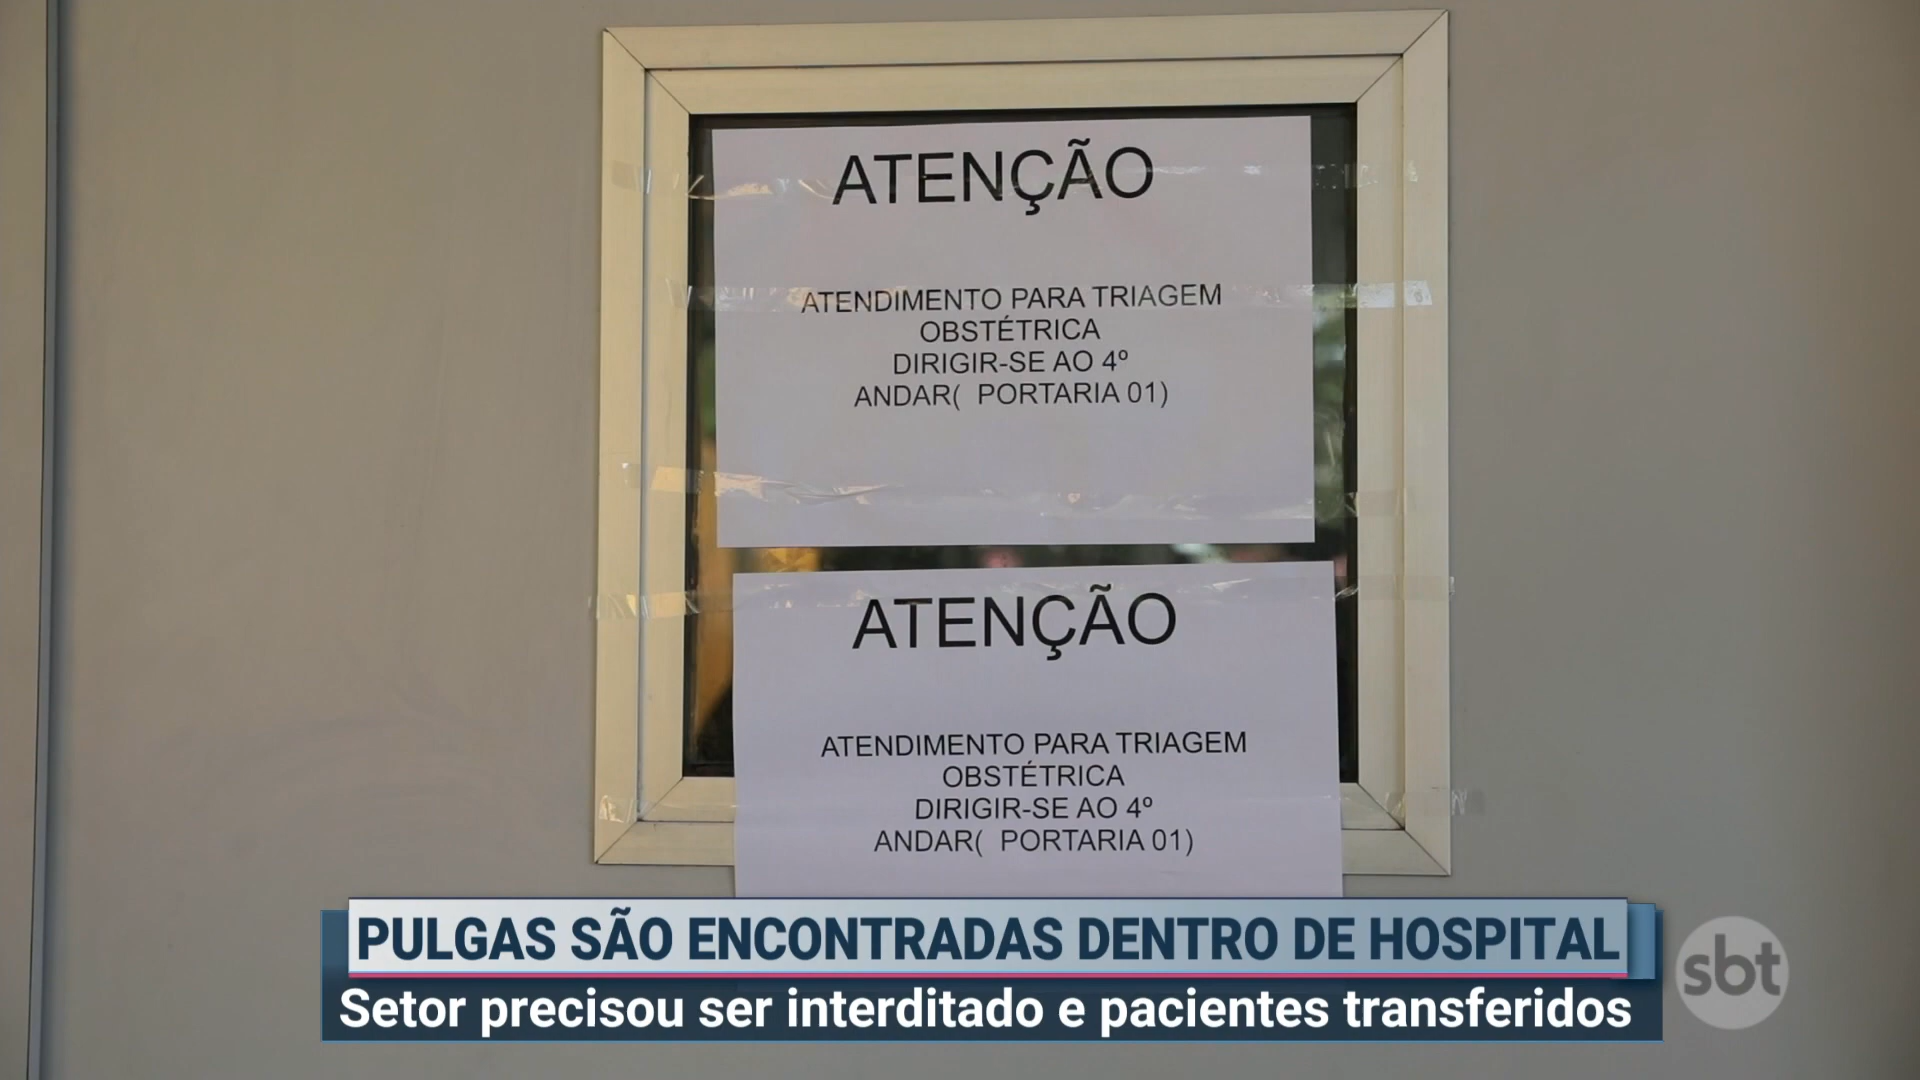 ATENÇÃO
ATENDIMENTO PARA TRIAGEM
OBSTÉTRICA
DIRIGIR-SE AO 4º
ANDAR(  PORTARIA 01)
ATENÇÃO
ATENDIMENTO PARA TRIAGEM
OBSTÉTRICA
DIRIGIR-SE AO 4º
ANDAR(  PORTARIA 01)
PULGAS SÃO ENCONTRADAS DENTRO DE HOSPITAL
Setor precisou ser interditado e pacientes transferidos
sbt